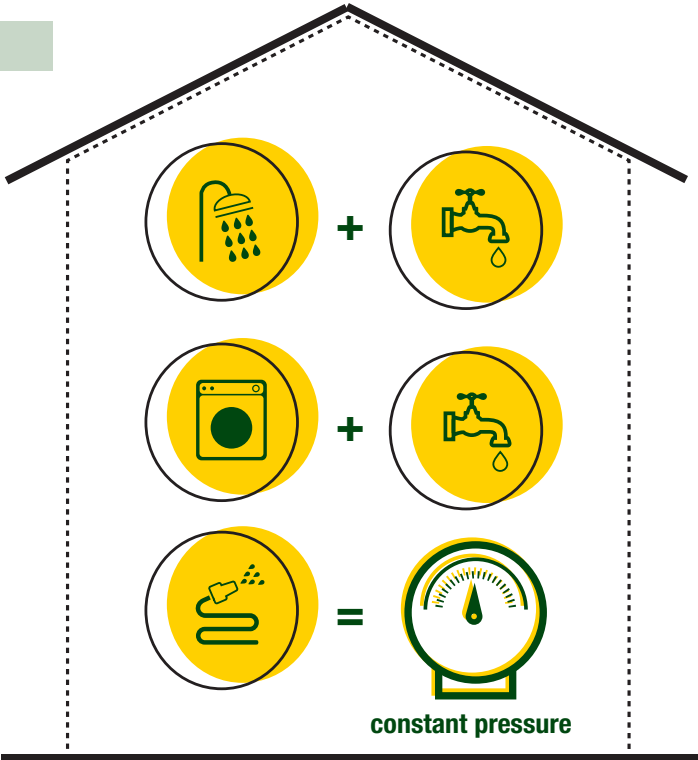 +
+
=
constant pressure